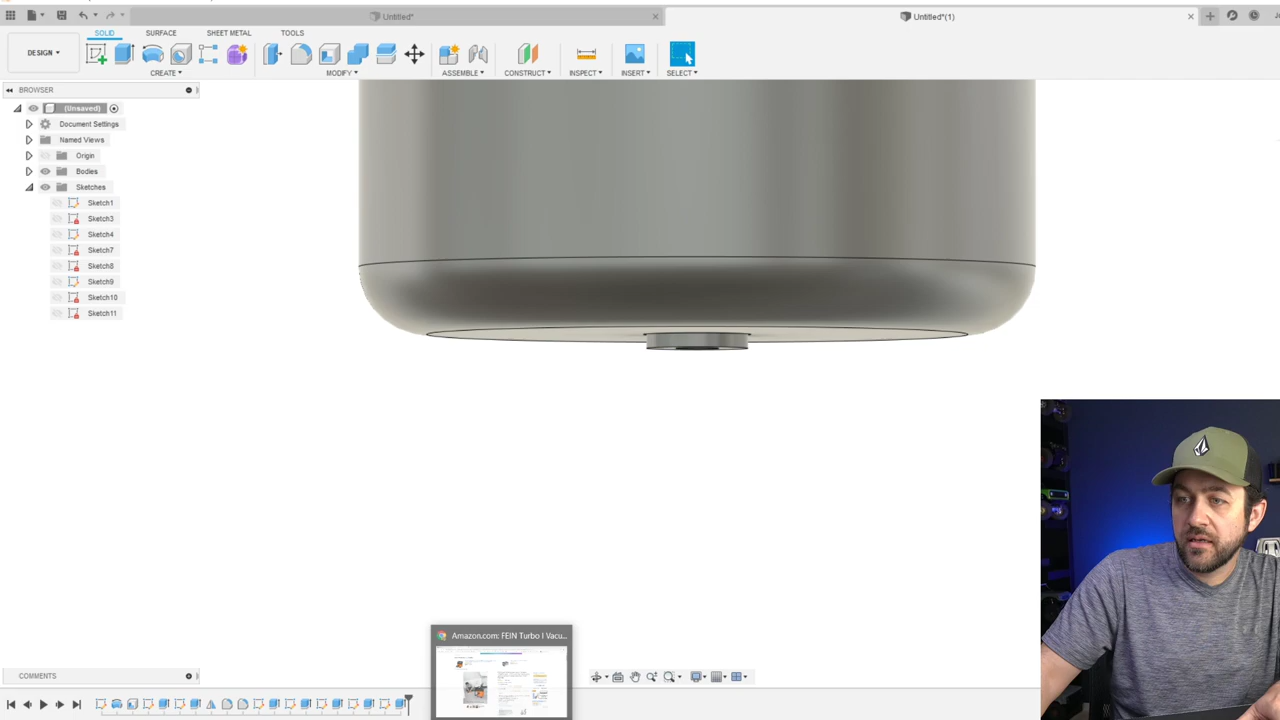 Untitled*
Untitled*(1)
DESIGN
SOLID
SURFACE
SHEET METAL
TOOLS
CREATE
MODIFY
ASSEMBLE
CONSTRUCT
INSPECT
INSERT
SELECT
BROWSER
(Unsaved)
Document Settings
Named Views
Origin
Bodies
Sketches
Sketch1
Sketch3
Sketch4
Sketch7
Sketch8
Sketch9
Sketch10
Sketch11
Amazon.com: FEIN Turbo I Vacu...
COMMENTS